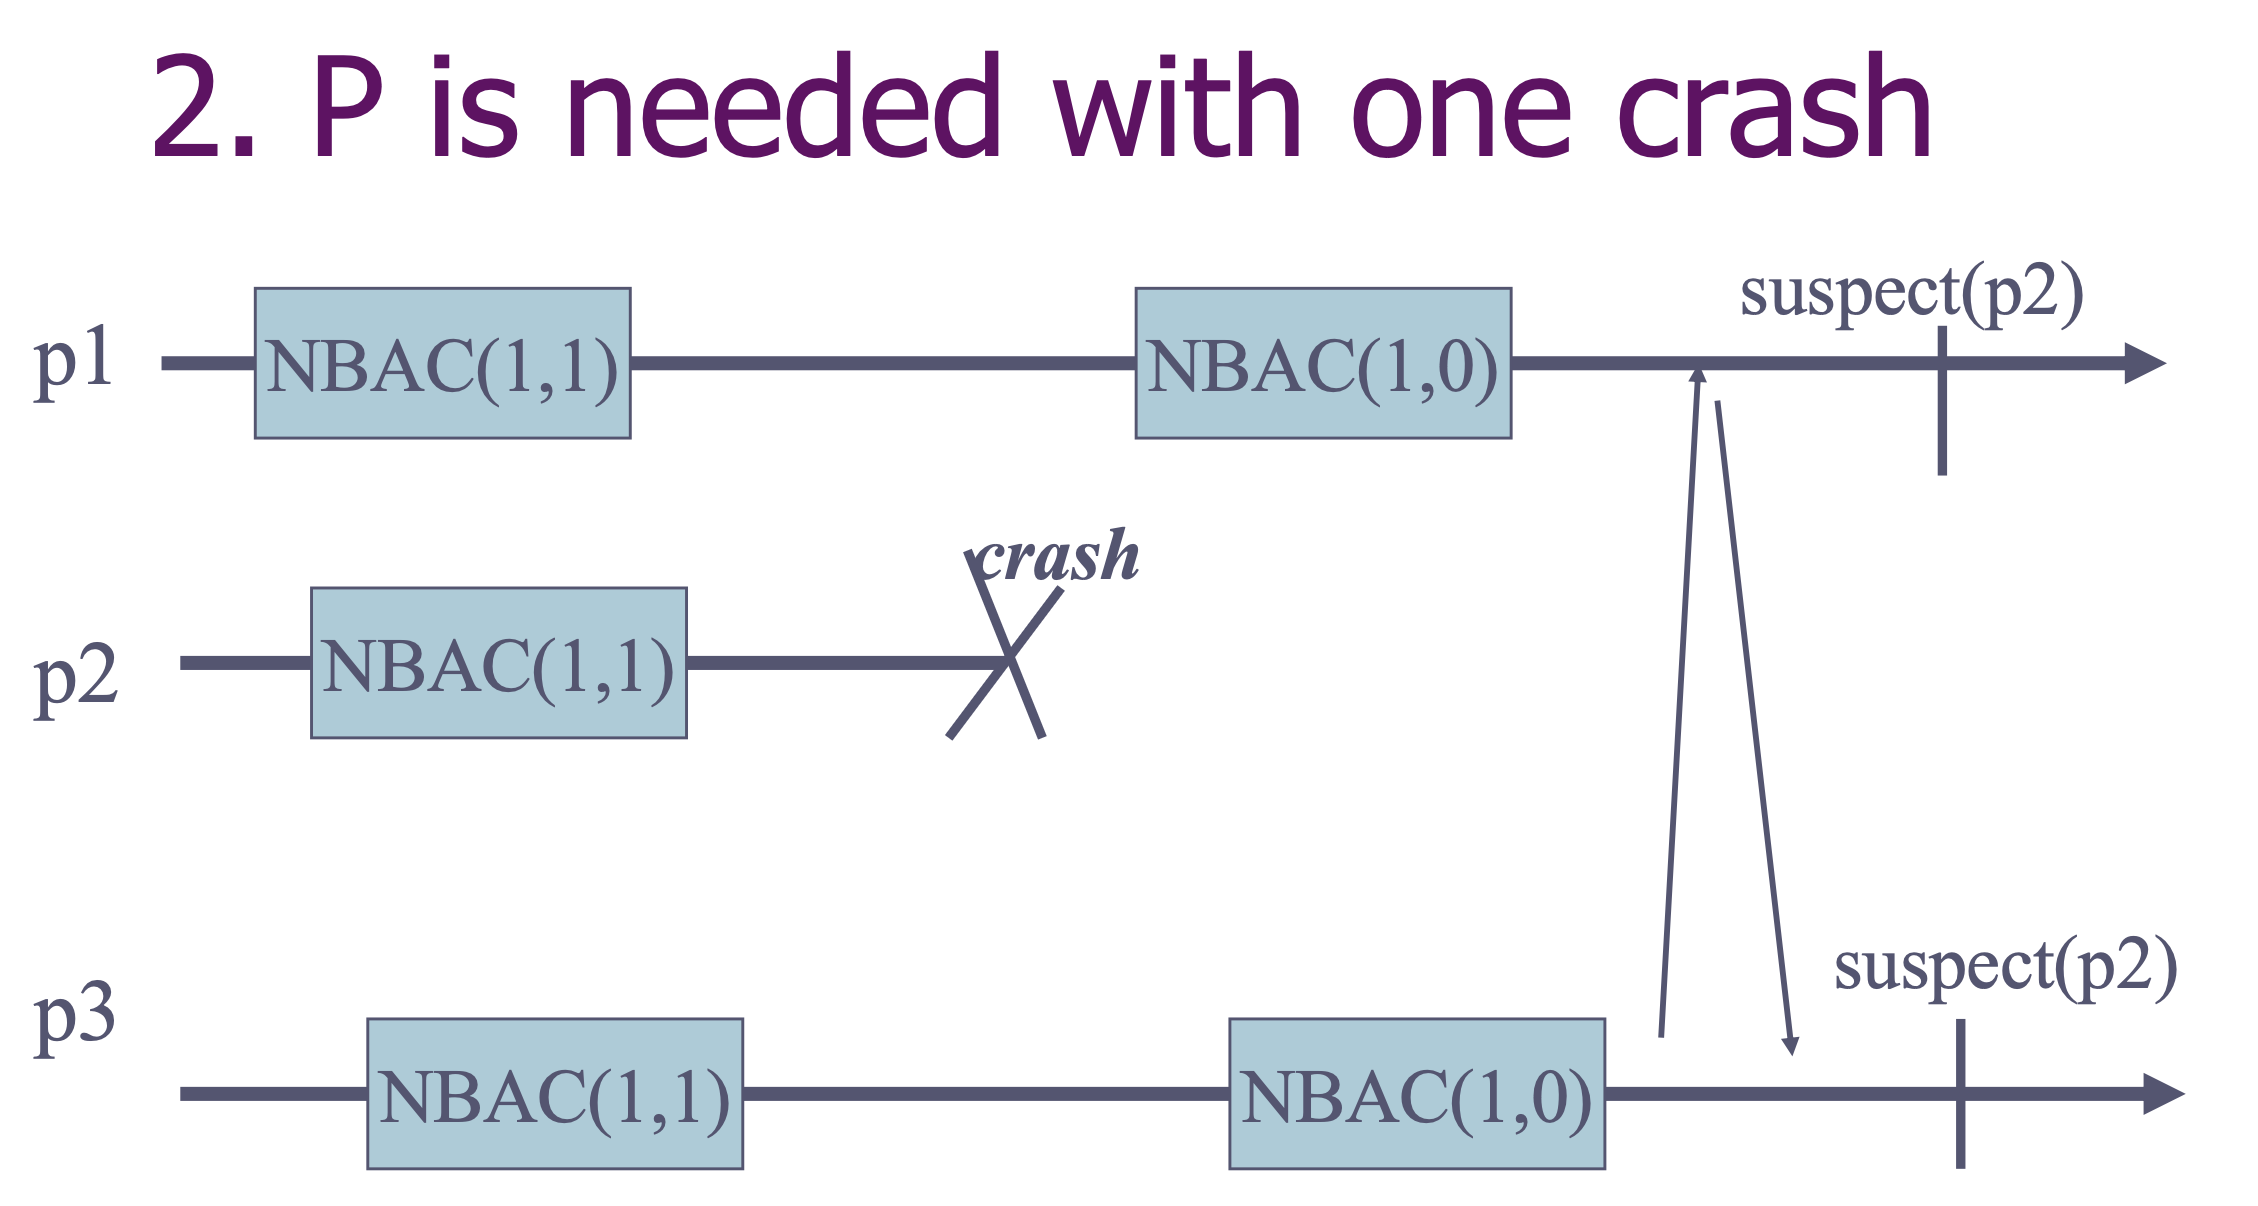 2. P is needed with one crash
suspect(p2)
p1
NBAC(1,1)
NBAC(1,0)
crash
p2
NBAC(1,1)
suspect(p2)
p3
NBAC(1,1)
NBAC(1,0)